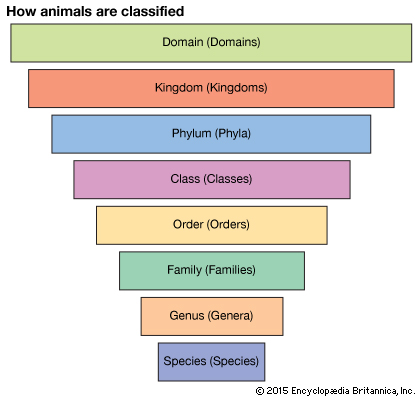 How animals are classified
Domain (Domains)
Kingdom (Kingdoms)
Phylum (Phyla)
Class (Classes)
Order (Orders)
Family (Families)
Genus (Genera)
Species (Species)
© 2015 Encyclopædia Britannica, Inc.